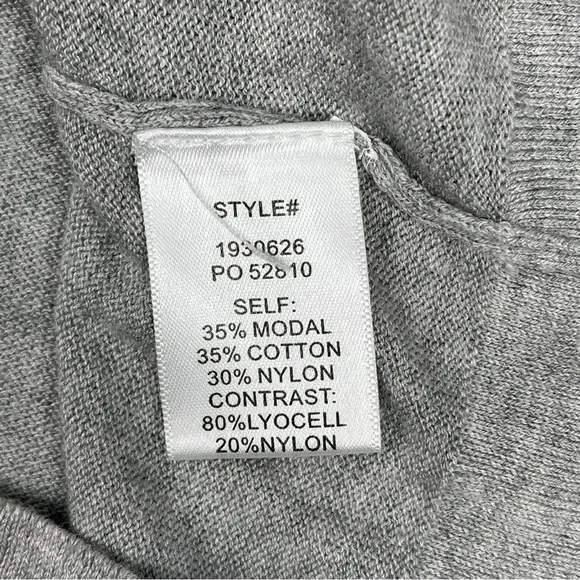 STYLE#
1930626
PO 52810
SELF:
35% MODAL
35% COTTON
30% NYLON
CONTRAST:
80%LYOCELL
20%NYLON